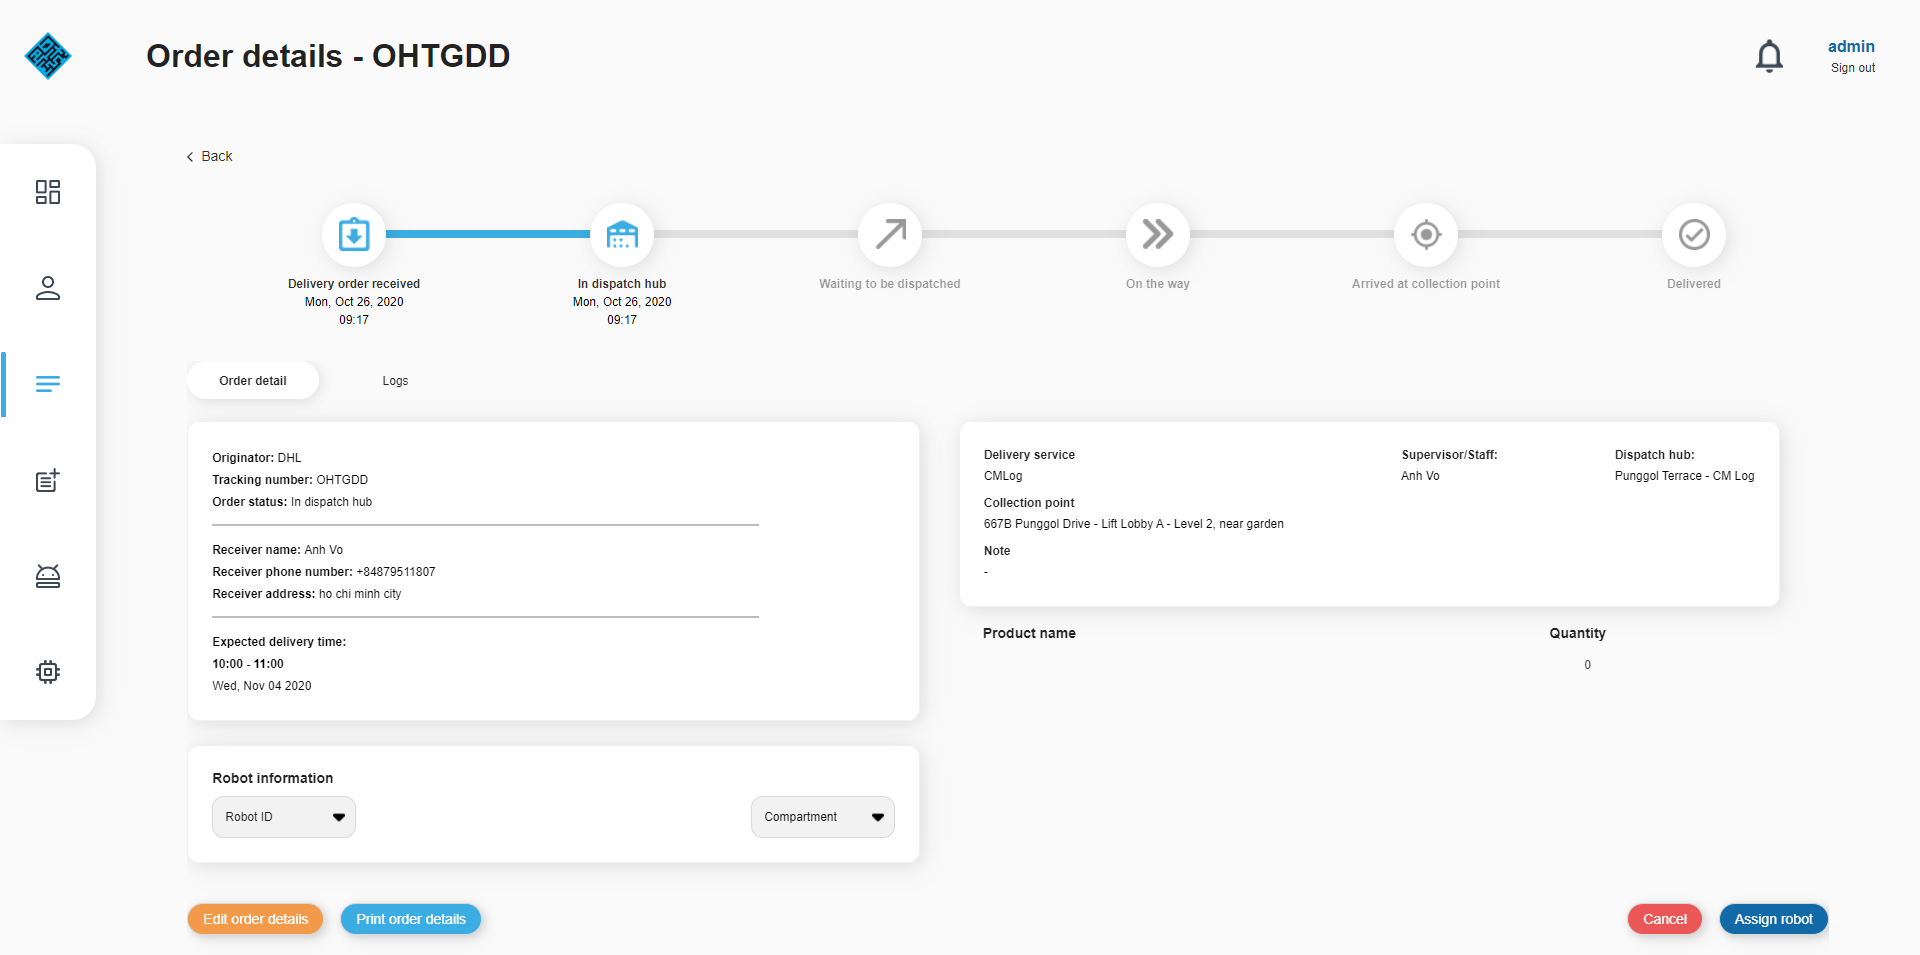 Order details - OHTGDD
admin
Sign out
Back
Delivery order received
Mon, Oct 26, 2020
09:17
In dispatch hub
Mon, Oct 26, 2020
09:17
Waiting to be dispatched
On the way
Arrived at collection point
Delivered
Order detail
Logs
Originator: DHL
Tracking number: OHTGDD
Order status: In dispatch hub
Receiver name: Anh Vo
Receiver phone number: +84879511807
Receiver address: ho chi minh city
Expected delivery time:
10:00 - 11:00
Wed, Nov 04 2020
Delivery service
CMLog
Supervisor/Staff:
Anh Vo
Dispatch hub:
Punggol Terrace - CM Log
Collection point
667B Punggol Drive - Lift Lobby A - Level 2, near garden
Note
-
Product name
Quantity
0
Robot information
Robot ID
Compartment
Edit order details
Print order details
Cancel
Assign robot